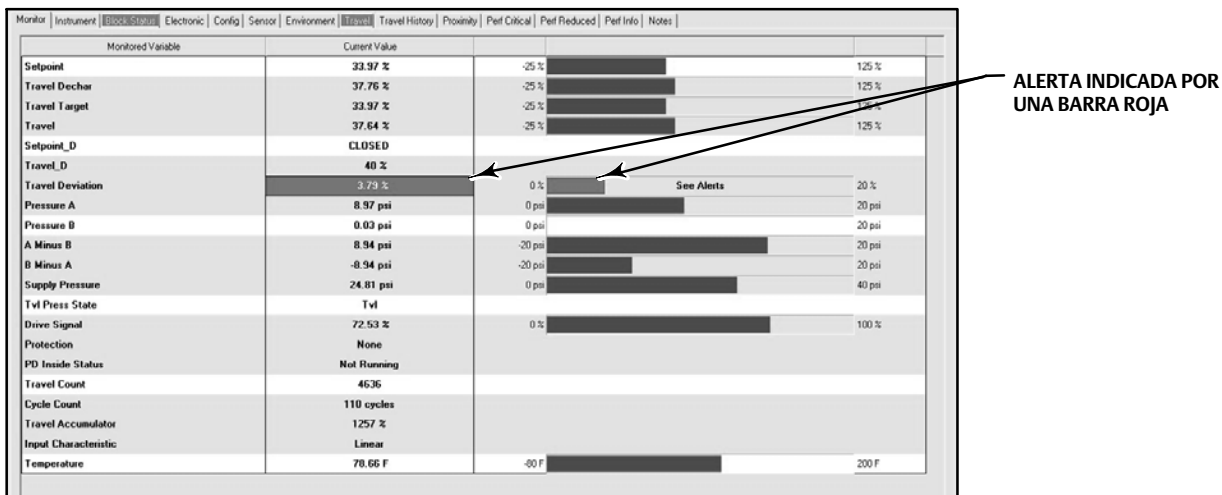 Monitor Instrument Block Status Electronic Config Sensor Environment Travel Travel History Proximity Perf Critical Perf Reduced Perf Info Notes
Monitored Variable Current Value
Setpoint 33.97 % -25 % 125 %
Travel Dechar 37.76 % -25 % 125 %
Travel Target 33.97 % -25 % 125 %
Travel 37.64 % -25 % 125 %
Setpoint_D CLOSED
Travel_D 40 %
Travel Deviation 3.79 % 0 % See Alerts 20 %
Pressure A 8.97 psi 0 psi 20 psi
Pressure B 0.03 psi 0 psi 20 psi
A Minus B 8.94 psi -20 psi 20 psi
B Minus A -8.94 psi -20 psi 20 psi
Supply Pressure 24.81 psi 0 psi 40 psi
Tvl Press State Tvl
Drive Signal 72.53 % 0 % 100 %
Protection None
PD Inside Status Not Running
Travel Count 4636
Cycle Count 110 cycles
Travel Accumulator 1257 %
Input Characteristic Linear
Temperature 78.66 F -80 F 200 F
ALERTA INDICADA POR
UNA BARRA ROJA